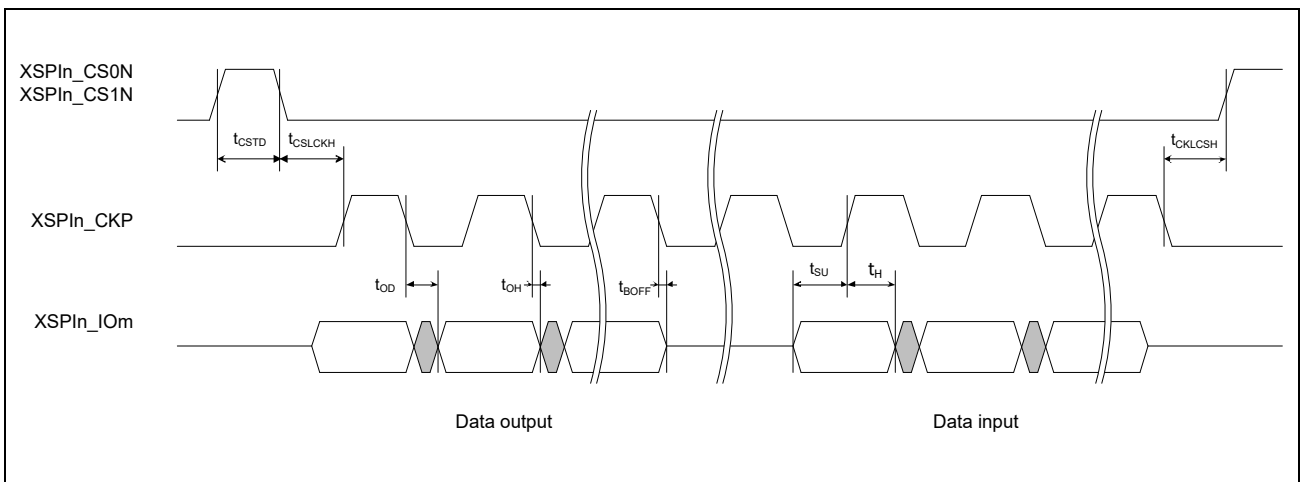 XSPIn_CS0N
XSPIn_CS1N
tCSTD
tCSLCKH
tCKLCSH
XSPIn_CKP
tOD
tOH
tBOFF
tSU
tH
XSPIn_IOm
Data output
Data input